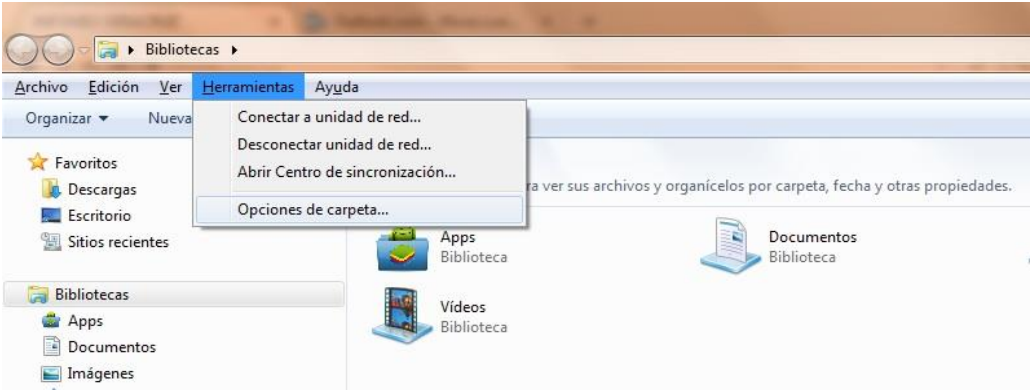 Bibliotecas
Archivo Edición Ver Herramientas Ayuda
Organizar Nueva
Conectar a unidad de red...
Desconectar unidad de red...
Abrir Centro de sincronización...
Opciones de carpeta...
Favoritos
Descargas
Escritorio
Sitios recientes
Bibliotecas
Apps
Documentos
Imágenes
ra ver sus archivos y organícelos por carpeta, fecha y otras propiedades.
Apps
Biblioteca
Documentos
Biblioteca
Vídeos
Biblioteca